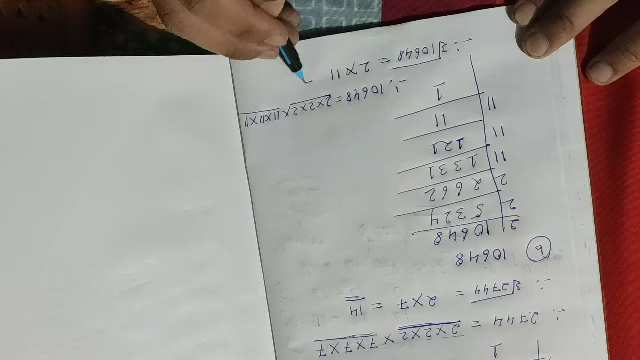 1
∴ 2744 = 2×2×2 × 7×7×7
∴ ∛2744 = 2×7 = 14
(b) 10648
2 | 10648
2 | 5324
2 | 2662
11 | 1331
11 | 121
11 | 11
1
∴ 10648 = 2×2×2×11×11×11
∴ ∛10648 = 2×11